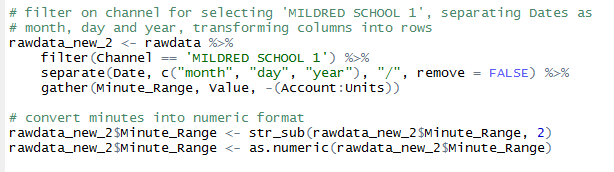 # filter on channel for selecting 'MILDRED SCHOOL 1', separating Dates as
# month, day and year, transforming columns into rows
rawdata_new_2 <- rawdata %>%
    filter(Channel == 'MILDRED SCHOOL 1') %>%
    separate(Date, c("month", "day", "year"), "/", remove = FALSE) %>%
    gather(Minute_Range, Value, -(Account:Units))

# convert minutes into numeric format
rawdata_new_2$Minute_Range <- str_sub(rawdata_new_2$Minute_Range, 2)
rawdata_new_2$Minute_Range <- as.numeric(rawdata_new_2$Minute_Range)